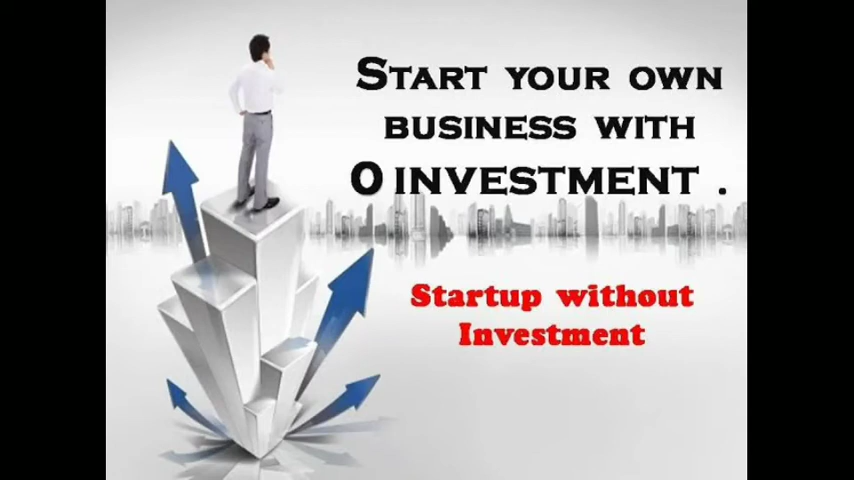 Start your own
business with
0 investment .
Startup without
Investment